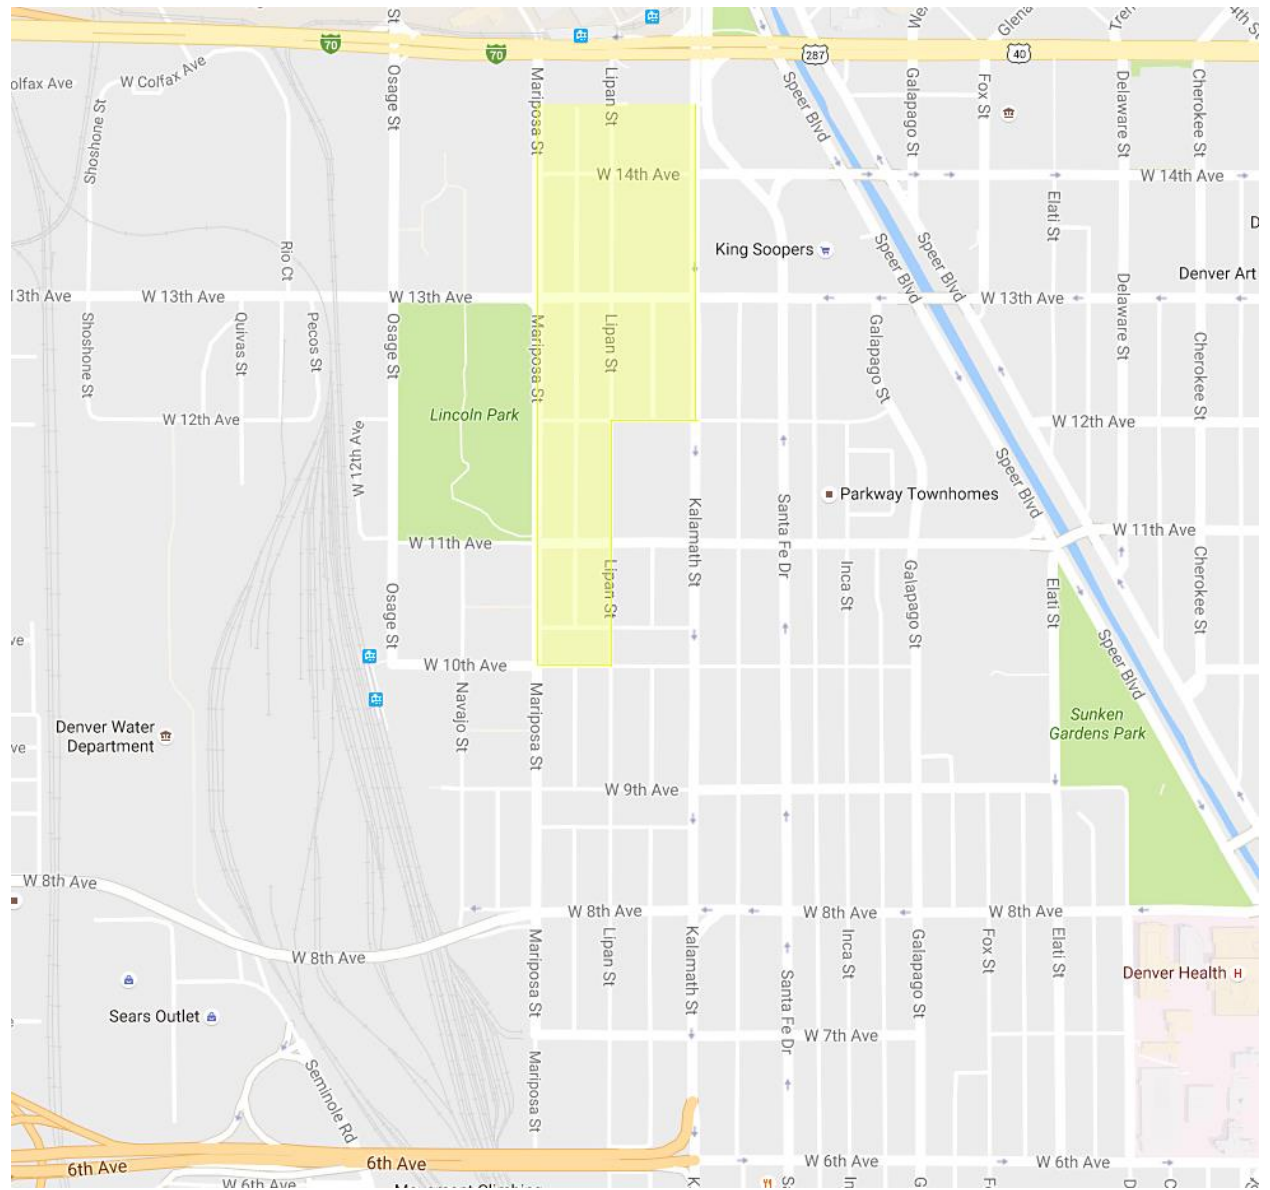 St
We
Glena
Tren
4th St
70
70
287
40
olfax Ave
W Colfax Ave
Shoshone St
Osage St
Mariposa St
Lipan St
Speer Blvd
Galapago St
Fox St
Delaware St
Cherokee St
W 14th Ave
W 14th Ave
Elati St
D
Rio Ct
King Soopers
Speer Blvd
Speer Blvd
Denver Art
13th Ave
W 13th Ave
W 13th Ave
W 13th Ave
Shoshone St
Quivas St
Pecos St
Osage St
Mariposa St
Lipan St
Galapago St
Delaware St
Cherokee St
Lincoln Park
W 12th Ave
W 12th Ave
W 12th Ave
Speer Blvd
Kalamath St
Santa Fe Dr
Parkway Townhomes
W 11th Ave
W 11th Ave
Osage St
Lipan St
Inca St
Galapago St
Elati St
Cherokee St
Speer Blvd
ve
W 10th Ave
Navajo St
Mariposa St
Denver Water
Department
ve
Sunken
Gardens Park
W 9th Ave
W 8th Ave
W 8th Ave
W 8th Ave
W 8th Ave
W 8th Ave
Mariposa St
Lipan St
Kalamath St
Santa Fe Dr
Inca St
Galapago St
Fox St
Elati St
Denver Health
H
Sears Outlet
W 7th Ave
Seminole Rd
Mariposa St
6th Ave
6th Ave
W 6th Ave
W 6th Ave
W 6th Ave